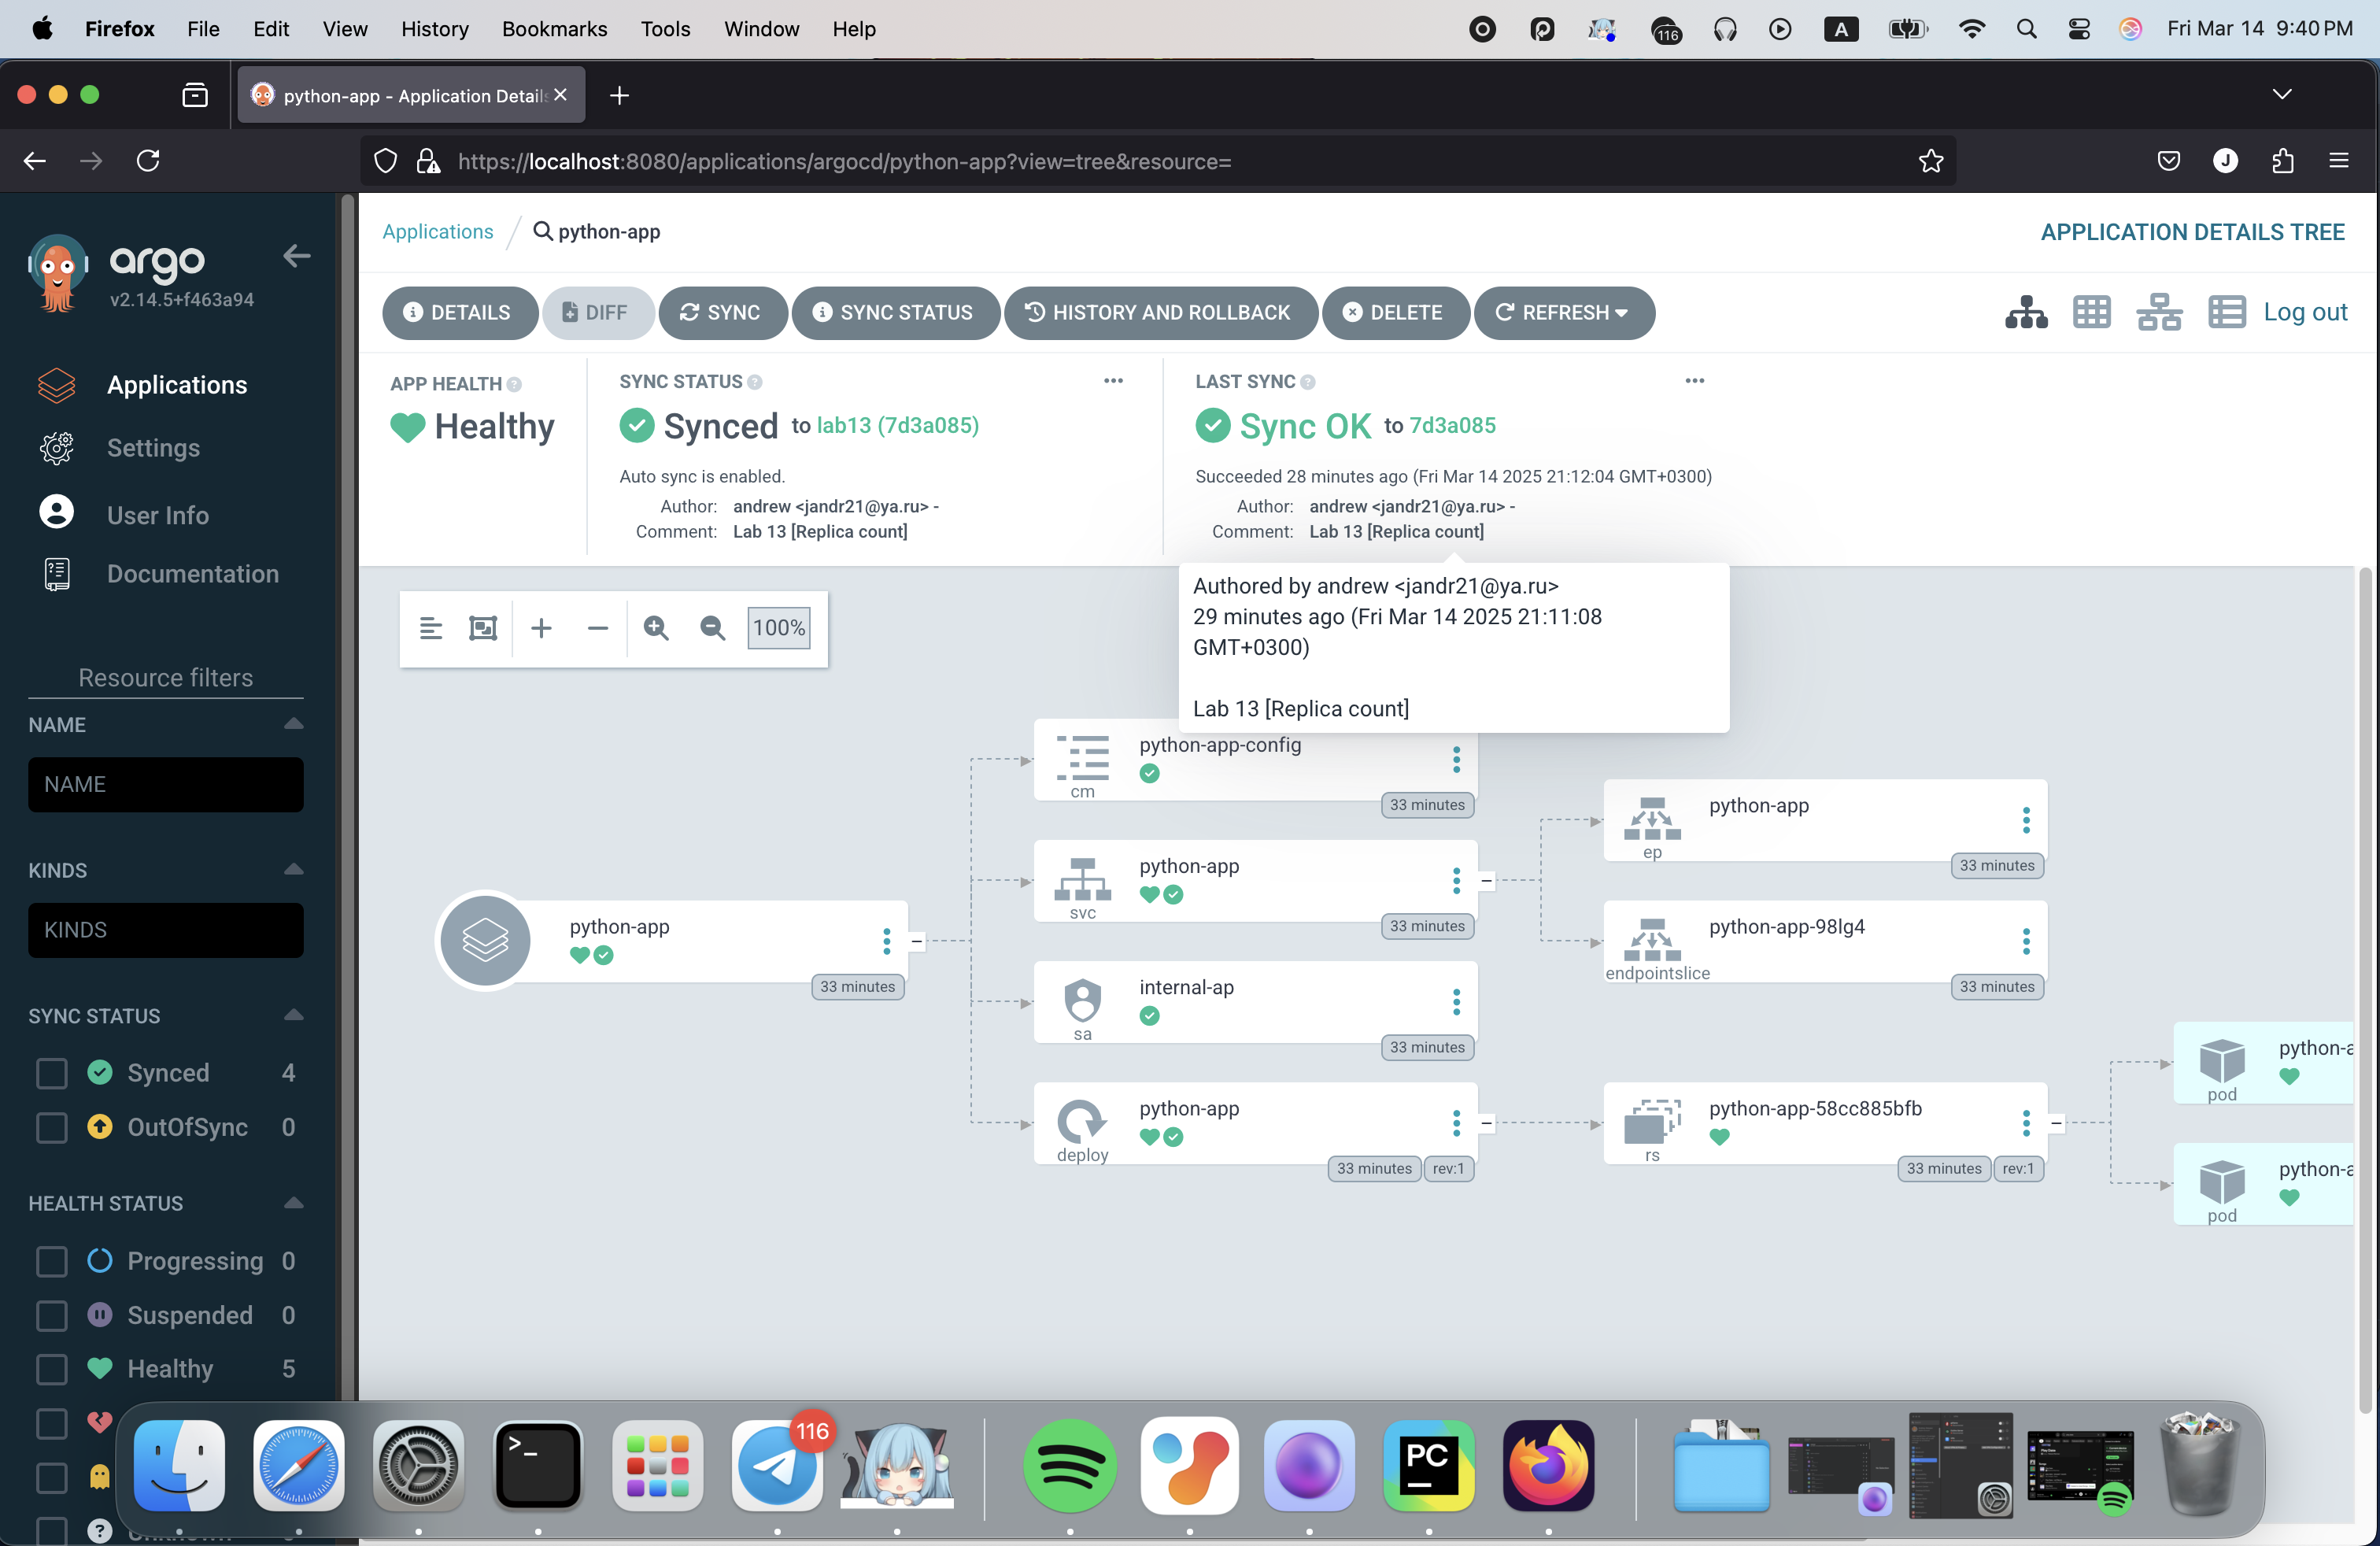 Firefox File Edit View History Bookmarks Tools Window Help
116 A Fri Mar 14 9:40 PM
python-app - Application Details
https://localhost:8080/applications/argocd/python-app?view=tree&resource=
J
argo
v2.14.5+f463a94
Applications
Settings
User Info
Documentation
Resource filters
NAME
NAME
KINDS
KINDS
SYNC STATUS
Synced 4
OutOfSync 0
HEALTH STATUS
Progressing 0
Suspended 0
Healthy 5
Applications / python-app
APPLICATION DETAILS TREE
DETAILS DIFF SYNC SYNC STATUS HISTORY AND ROLLBACK DELETE REFRESH
Log out
APP HEALTH
Healthy
SYNC STATUS
Synced to lab13 (7d3a085)
Auto sync is enabled.
Author: andrew <jandr21@ya.ru> -
Comment: Lab 13 [Replica count]
LAST SYNC
Sync OK to 7d3a085
Succeeded 28 minutes ago (Fri Mar 14 2025 21:12:04 GMT+0300)
Author: andrew <jandr21@ya.ru> -
Comment: Lab 13 [Replica count]
Authored by andrew <jandr21@ya.ru>
29 minutes ago (Fri Mar 14 2025 21:11:08
GMT+0300)
Lab 13 [Replica count]
100%
python-app
33 minutes
python-app-config
cm
33 minutes
python-app
svc
33 minutes
internal-ap
sa
33 minutes
python-app
deploy
33 minutes rev:1
python-app
ep
33 minutes
python-app-98lg4
endpointslice
33 minutes
python-app-58cc885bfb
rs
33 minutes rev:1
python-a
pod
python-a
pod
116
PC